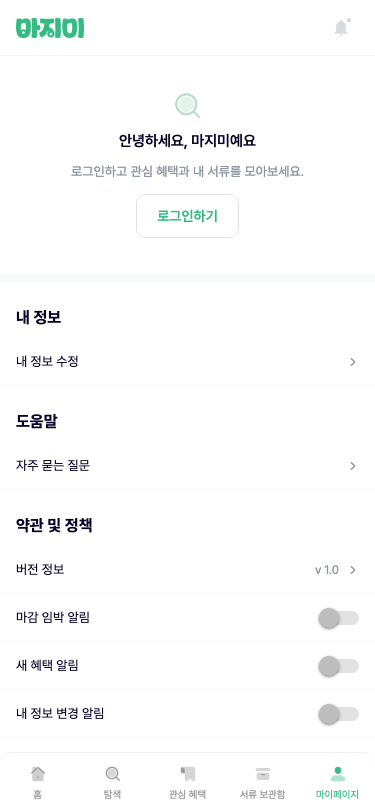 마지미
안녕하세요, 마지미예요
로그인하고 관심 혜택과 내 서류를 모아보세요.
로그인하기
내 정보
내 정보 수정
도움말
자주 묻는 질문
약관 및 정책
버전 정보 v 1.0
마감 임박 알림
새 혜택 알림
내 정보 변경 알림
홈 탐색 관심 혜택 서류 보관함 마이페이지